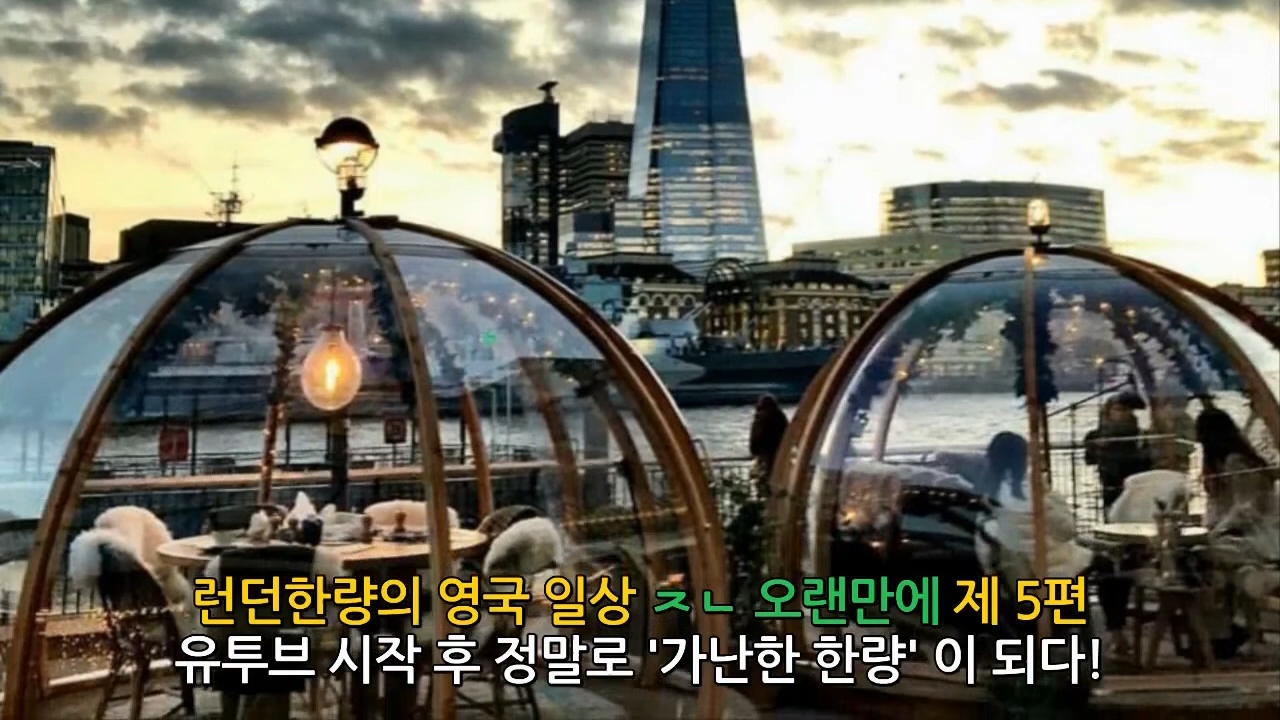 런던한량의 영국 일상 ㅈㄴ 오랜만에 제 5편
유투브 시작 후 정말로 '가난한 한량' 이 되다!